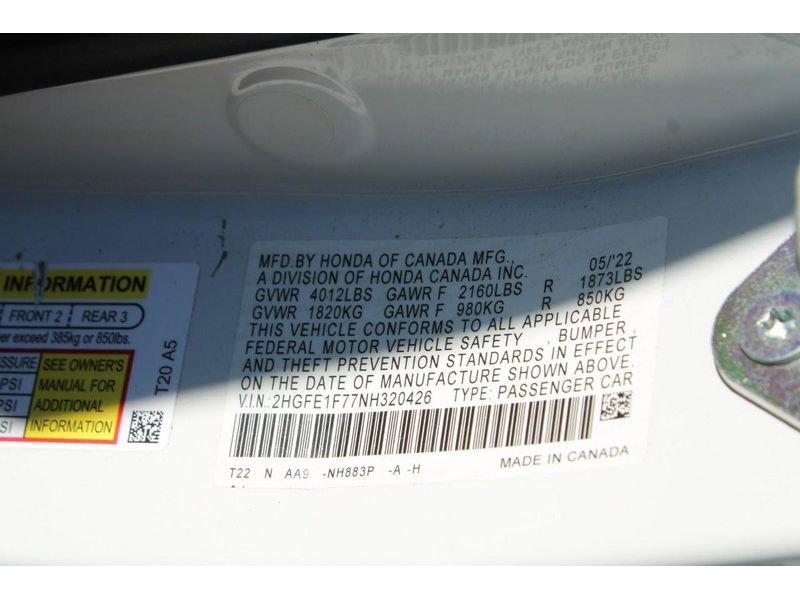 INFORMATION
FRONT 2 REAR 3
er exceed 385kg or 850lbs.
PRESSURE SEE OWNER'S
PSI MANUAL FOR
PSI ADDITIONAL
PSI INFORMATION
T20 A5
MFD.BY HONDA OF CANADA MFG., 05/'22
A DIVISION OF HONDA CANADA INC.
GVWR 4012LBS GAWR F 2160LBS R 1873LBS
GVWR 1820KG GAWR F 980KG R 850KG
THIS VEHICLE CONFORMS TO ALL APPLICABLE
FEDERAL MOTOR VEHICLE SAFETY , BUMPER,
AND THEFT PREVENTION STANDARDS IN EFFECT
ON THE DATE OF MANUFACTURE SHOWN ABOVE.
V.I.N.:2HGFE1F77NH320426 TYPE: PASSENGER CAR
T22 N AA9 -NH883P -A -H MADE IN CANADA